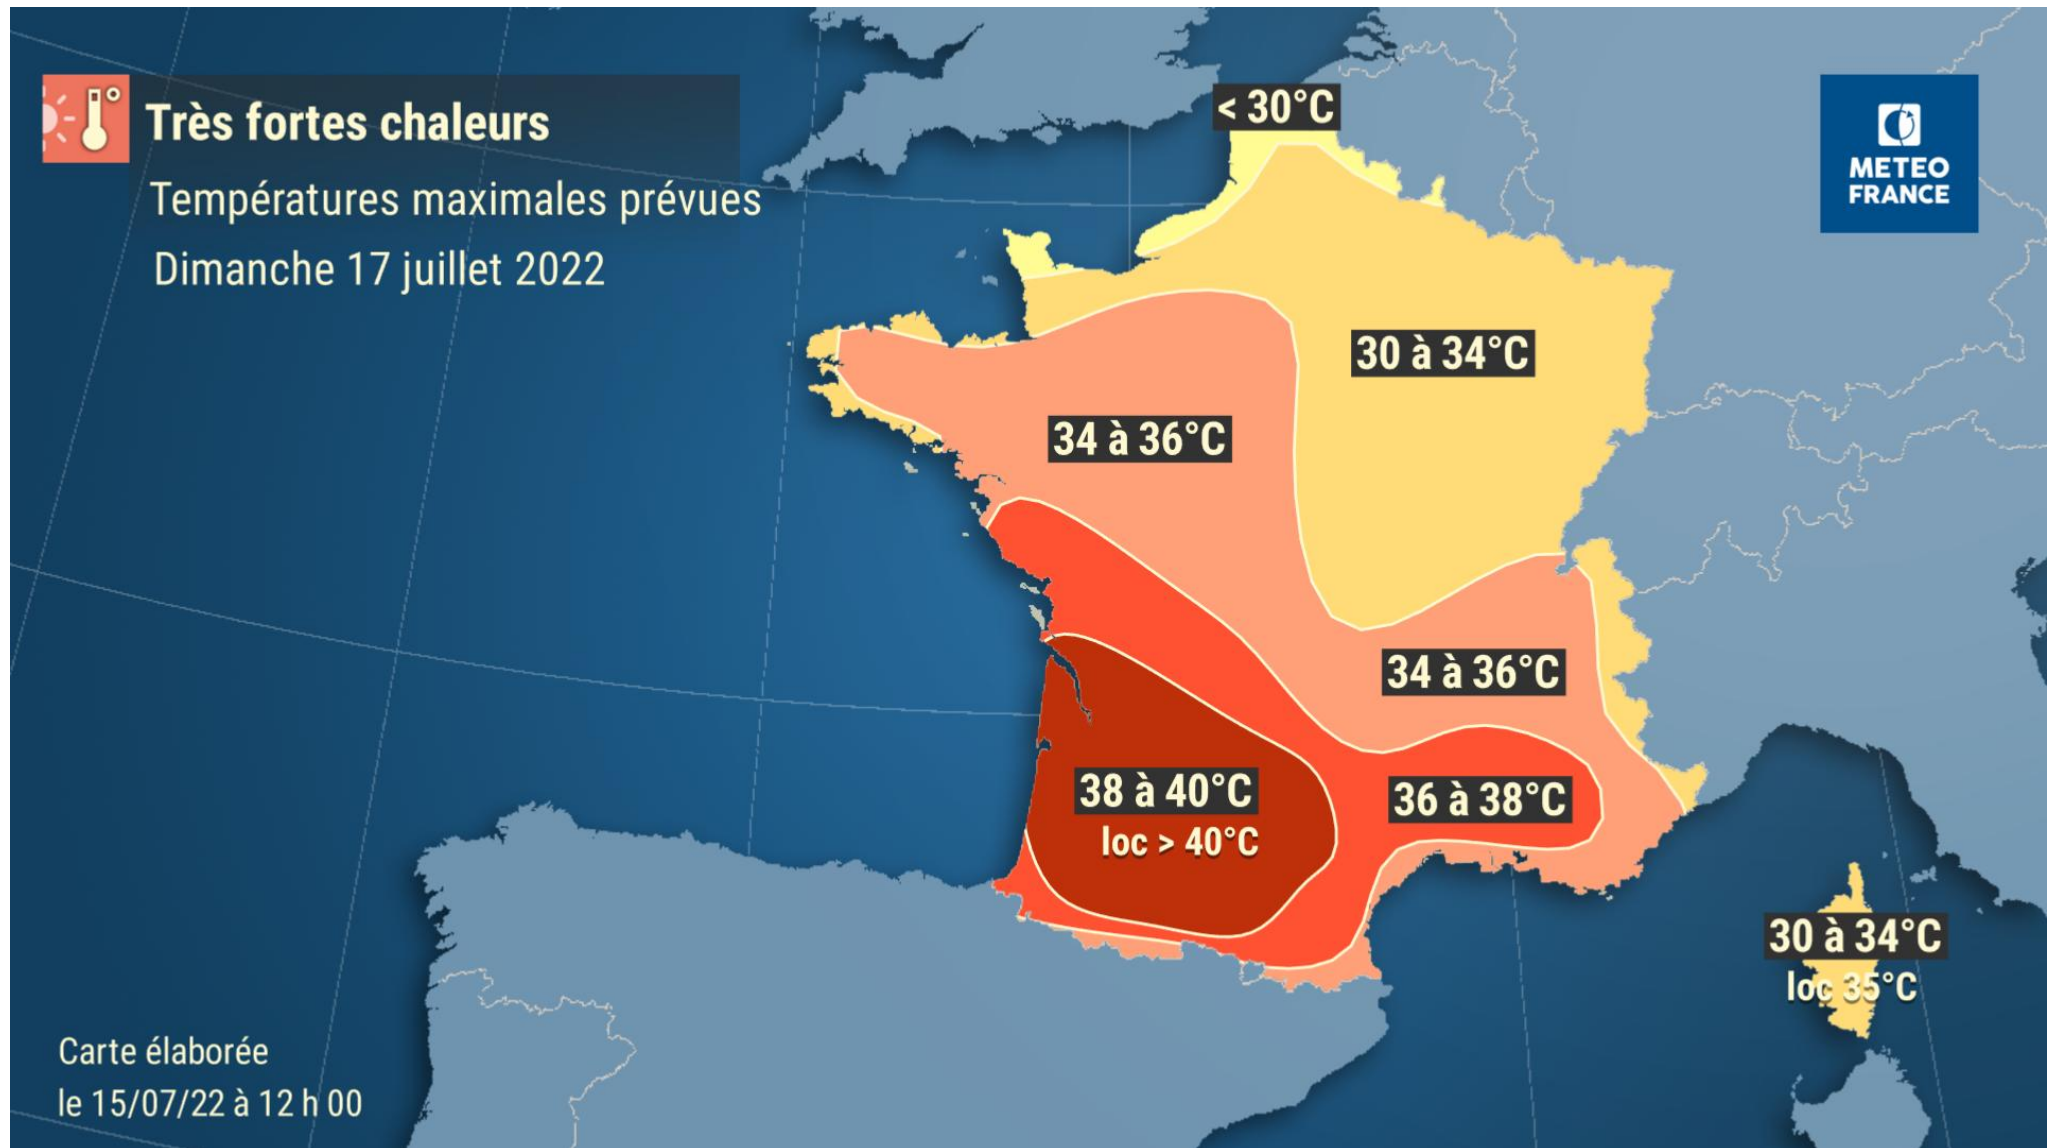 Très fortes chaleurs
Températures maximales prévues
Dimanche 17 juillet 2022
METEO
FRANCE
< 30°C
30 à 34°C
34 à 36°C
34 à 36°C
38 à 40°C
loc > 40°C
36 à 38°C
30 à 34°C
loc 35°C
Carte élaborée
le 15/07/22 à 12 h 00